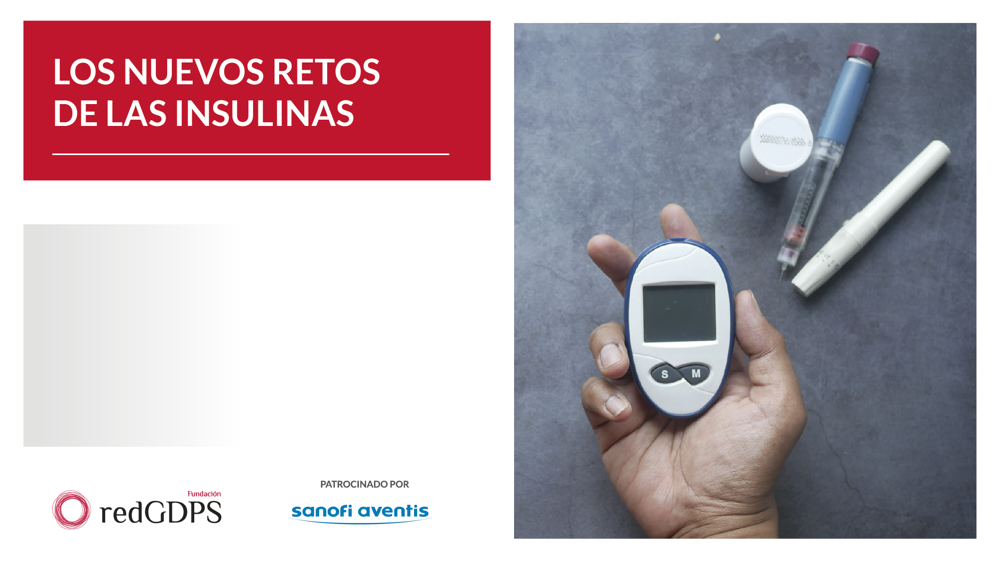 LOS NUEVOS RETOS
DE LAS INSULINAS
Fundación
redGDPS
PATROCINADO POR
sanofi aventis
S M